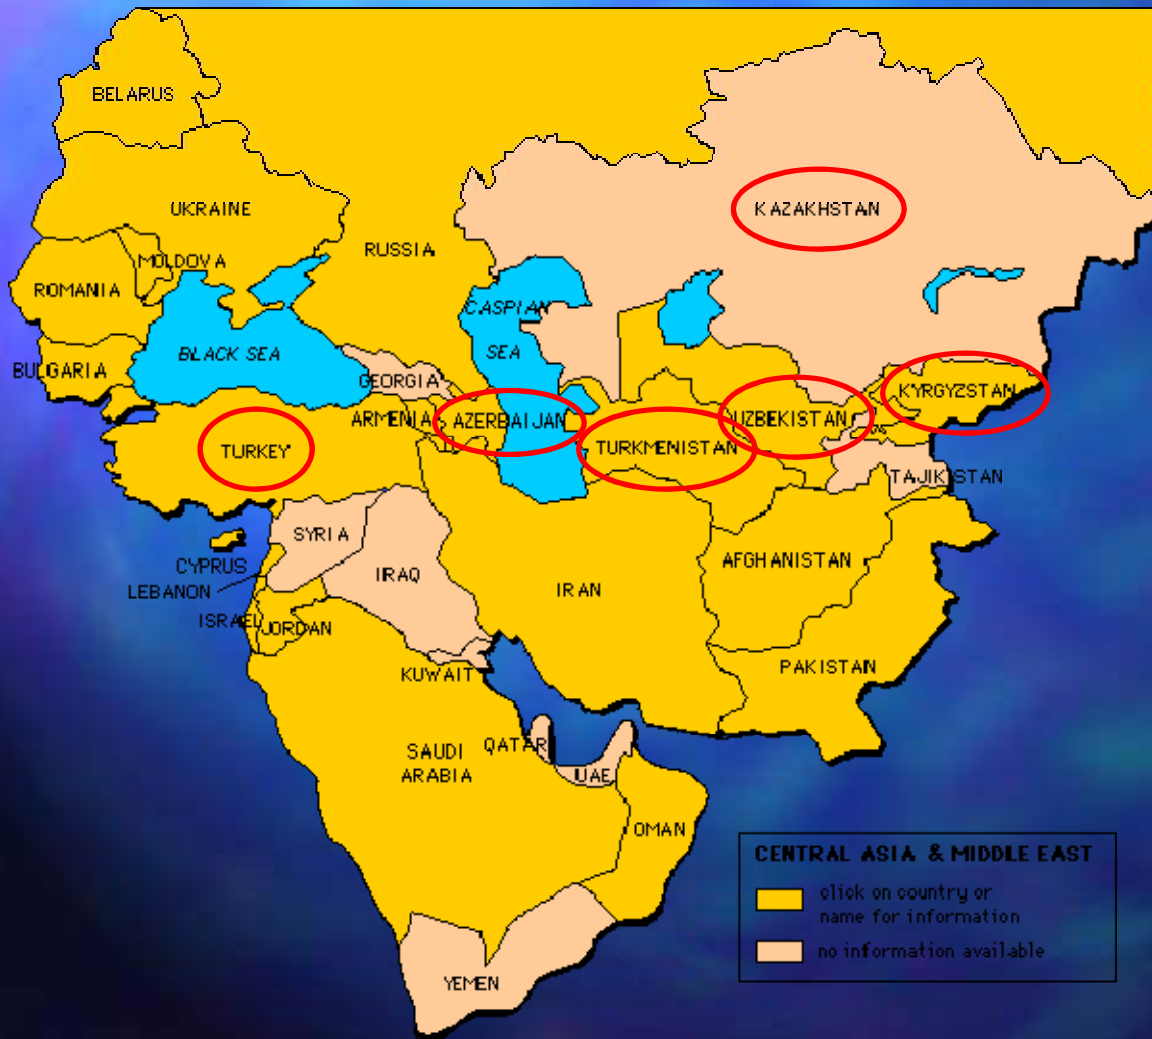 BELARUS
UKRAINE
KAZAKHSTAN
RUSSIA
MOLDOVA
ROMANIA
CASPIAN
SEA
BLACK SEA
BULGARIA
GEORGIA
KYRGYZSTAN
ARMENIA
AZERBAIJAN
UZBEKISTAN
TURKEY
TURKMENISTAN
TAJIKISTAN
SYRIA
AFGHANISTAN
CYPRUS
IRAQ
LEBANON
IRAN
ISRAEL
JORDAN
PAKISTAN
KUWAIT
QATAR
SAUDI
ARABIA
UAE
OMAN
CENTRAL ASIA & MIDDLE EAST
click on country or
name for information
no information available
YEMEN